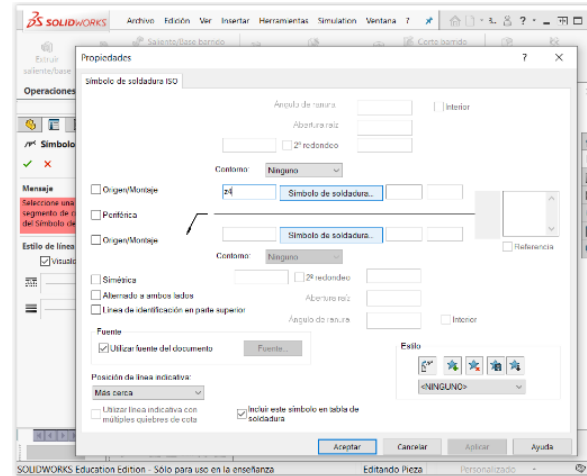 SOLIDWORKS Archivo Edición Ver Insertar Herramientas Simulation Ventana ?
Extruir saliente/base
Saliente/Base barrido
Corte barrido
Operaciones
Propiedades ? ×
Símbolo de soldadura ISO
Ángulo de ranura Interior
Abertura raíz
2º redondeo
Contorno: Ninguno
Origen/Montaje z4 Símbolo de soldadura...
Periférica
Origen/Montaje Símbolo de soldadura...
Contorno: Ninguno Referencia
Simétrica 2º redondeo
Alternado a ambos lados Abertura raíz
Línea de identificación en parte superior
Ángulo de ranura Interior
Fuente
Utilizar fuente del documento Fuente...
Estilo
<NINGUNO>
Posición de línea indicativa:
Más cerca
Utilizar línea indicativa con
múltiples quiebres de cota
Incluir este símbolo en tabla de
soldadura
Aceptar Cancelar Aplicar Ayuda
Símbolo
Mensaje
Seleccione una
segmento de
del Símbolo de
Estilo de línea
SOLIDWORKS Education Edition - Sólo para uso en la enseñanza Editando Pieza Personalizado